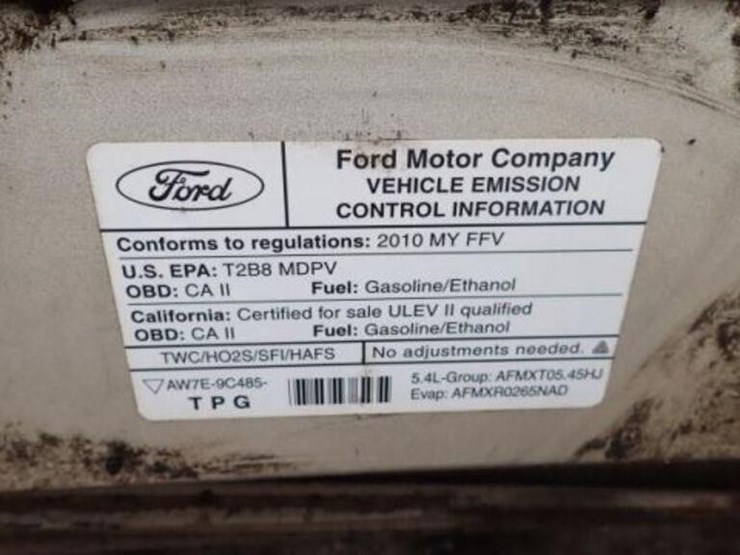 Ford
Ford Motor Company
VEHICLE EMISSION
CONTROL INFORMATION
Conforms to regulations: 2010 MY FFV
U.S. EPA: T2B8 MDPV
OBD: CA II Fuel: Gasoline/Ethanol
California: Certified for sale ULEV II qualified
OBD: CA II Fuel: Gasoline/Ethanol
TWC/HO2S/SFI/HAFS No adjustments needed.
AW7E-9C485-
TPG
5.4L-Group: AFMXT05.45HJ
Evap: AFMXR0265NAD